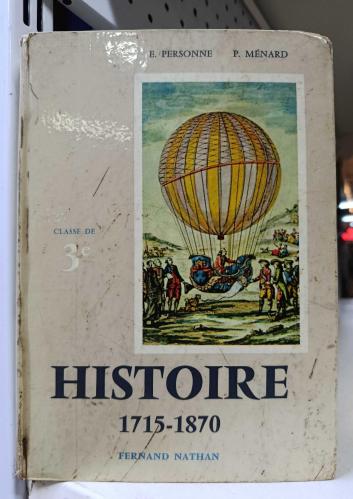 E. PERSONNE P. MÉNARD
CLASSE DE
3e
HISTOIRE
1715-1870
FERNAND NATHAN